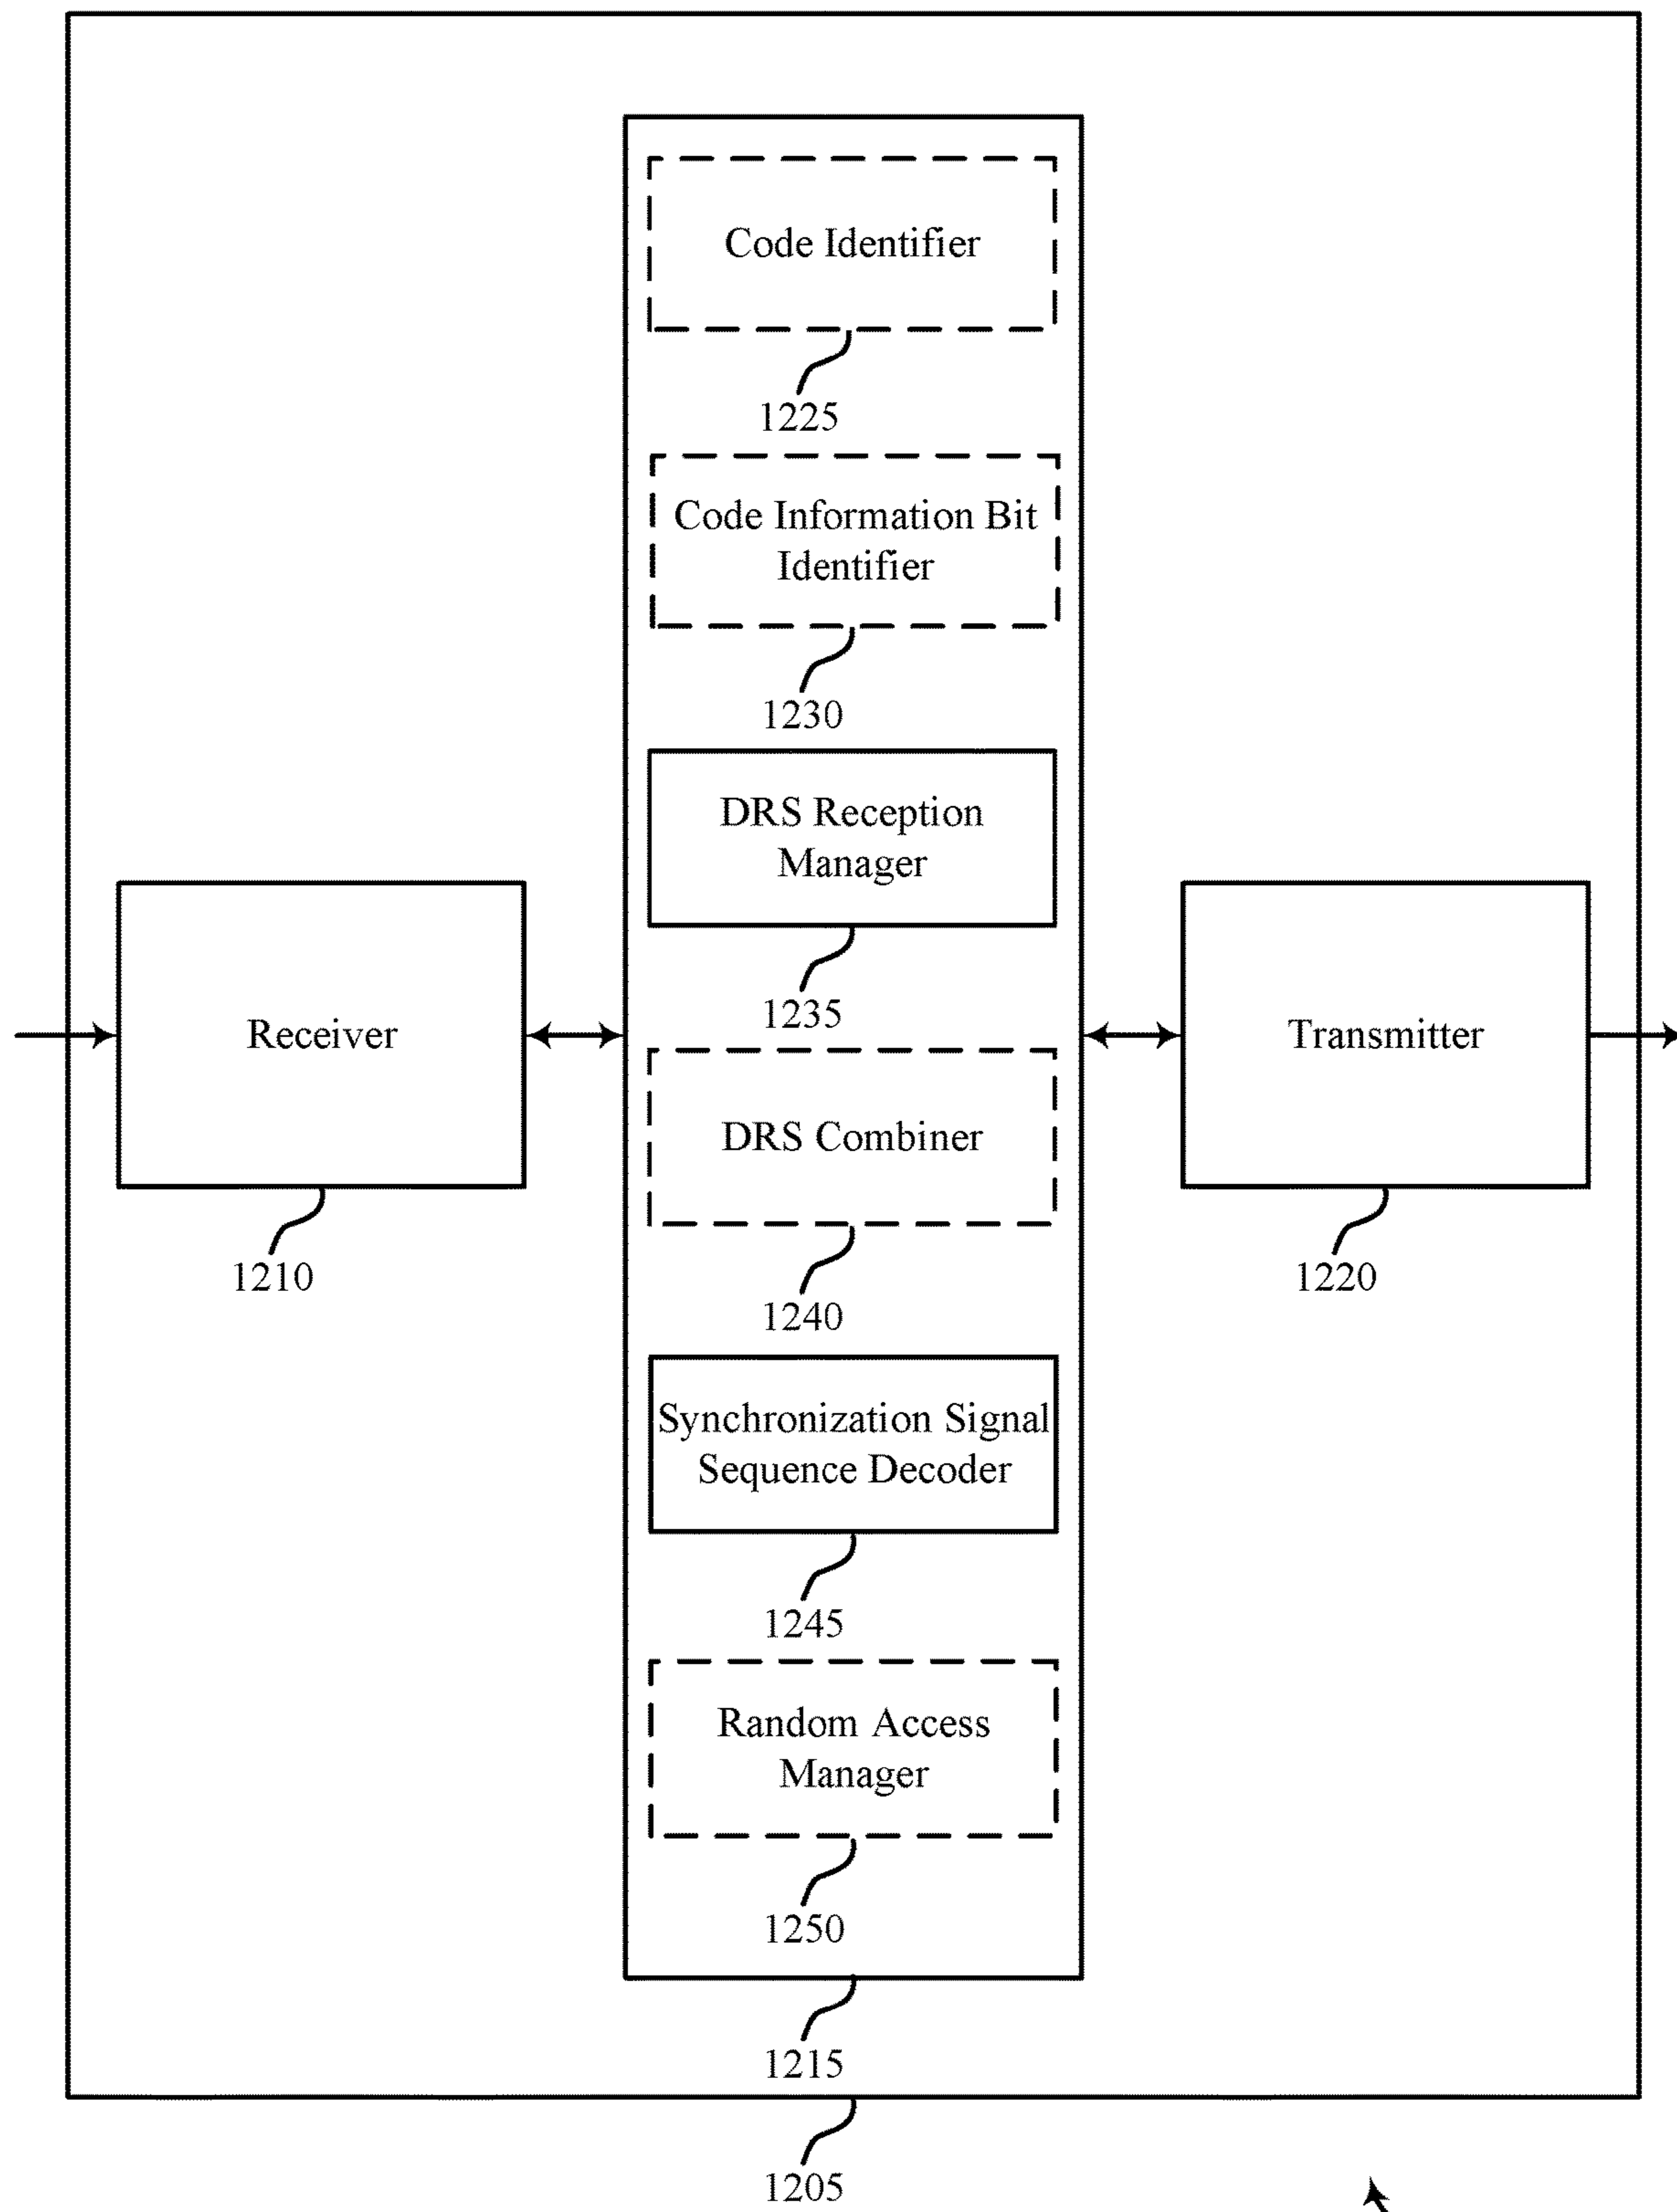 Code Identifier
1225
Code Information Bit
Identifier
1230
DRS Reception
Manager
1235
Receiver
1210
Transmitter
1220
DRS Combiner
1240
Synchronization Signal
Sequence Decoder
1245
Random Access
Manager
1250
1215
1205